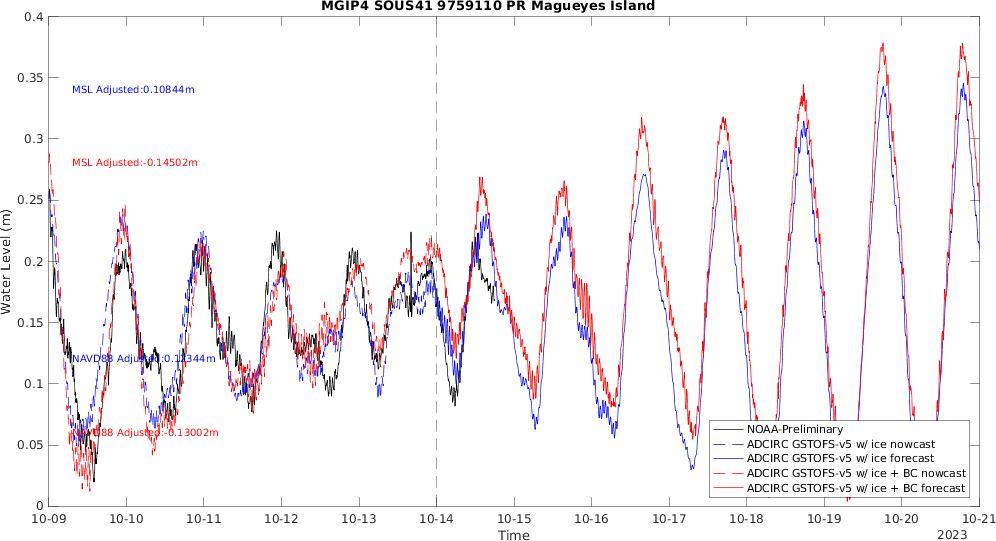 MGIP4 SOUS41 9759110 PR Magueyes Island
Water Level (m)
0.4
0.35
0.3
0.25
0.2
0.15
0.1
0.05
0
MSL Adjusted:0.10844m
MSL Adjusted:-0.14502m
NAVD88 Adjusted:0.12344m
NAVD88 Adjusted:-0.13002m
NOAA-Preliminary
ADCIRC GSTOFS-v5 w/ ice nowcast
ADCIRC GSTOFS-v5 w/ ice forecast
ADCIRC GSTOFS-v5 w/ ice + BC nowcast
ADCIRC GSTOFS-v5 w/ ice + BC forecast
10-09 10-10 10-11 10-12 10-13 10-14 10-15 10-16 10-17 10-18 10-19 10-20 10-21
Time
2023